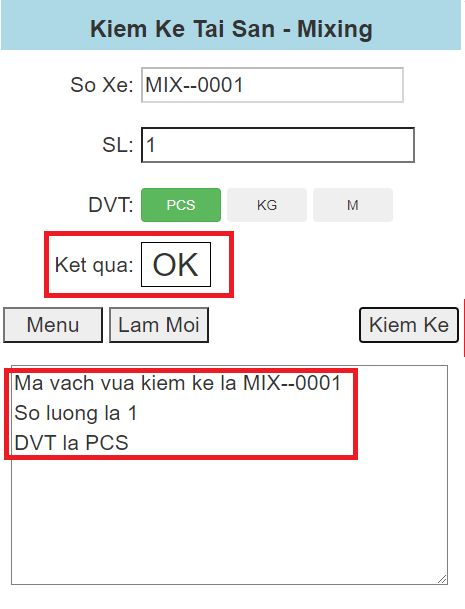 Kiem Ke Tai San - Mixing
So Xe: MIX--0001
SL: 1
DVT: PCS KG M
Ket qua: OK
Menu Lam Moi Kiem Ke
Ma vach vua kiem ke la MIX--0001
So luong la 1
DVT la PCS